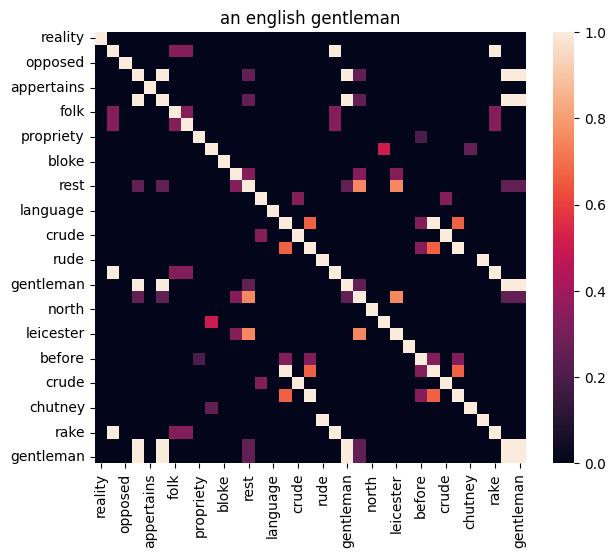 an english gentleman
reality
opposed
appertains
folk
propriety
bloke
rest
language
crude
rude
gentleman
north
leicester
before
crude
chutney
rake
gentleman
1.0
0.8
0.6
0.4
0.2
0.0
reality
opposed
appertains
folk
propriety
bloke
rest
language
crude
rude
gentleman
north
leicester
before
crude
chutney
rake
gentleman